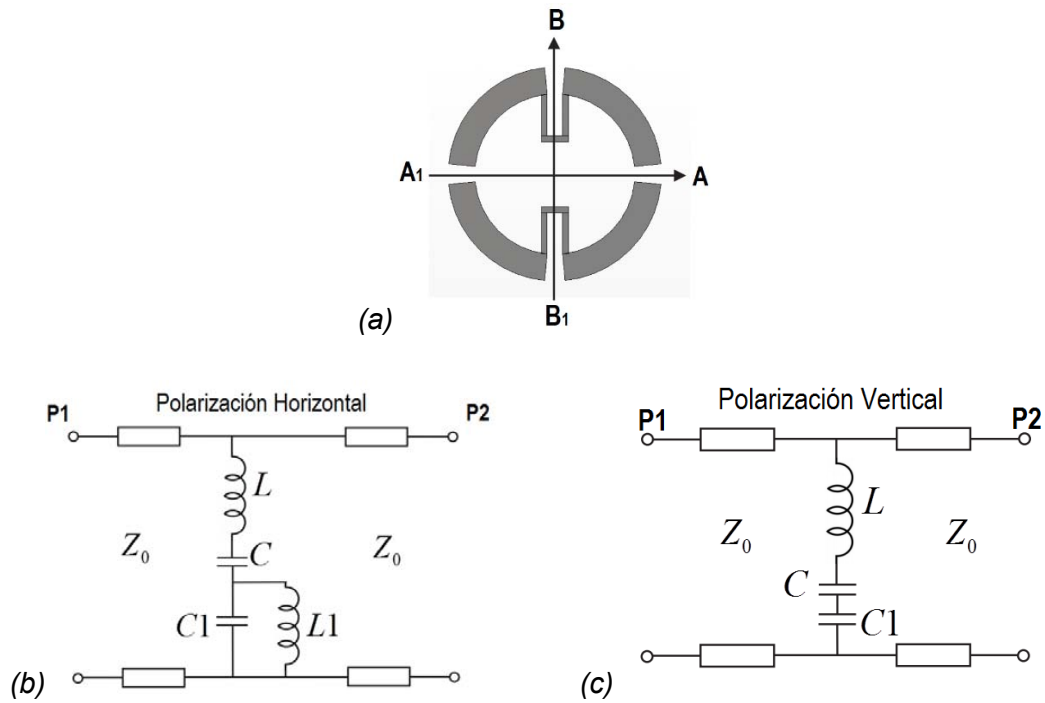 B
A₁
A
B₁
(a)
Polarización Horizontal
P1
P2
L
Z₀
C
Z₀
C1
L1
(b)
Polarización Vertical
P1
P2
L
Z₀
Z₀
C
C1
(c)